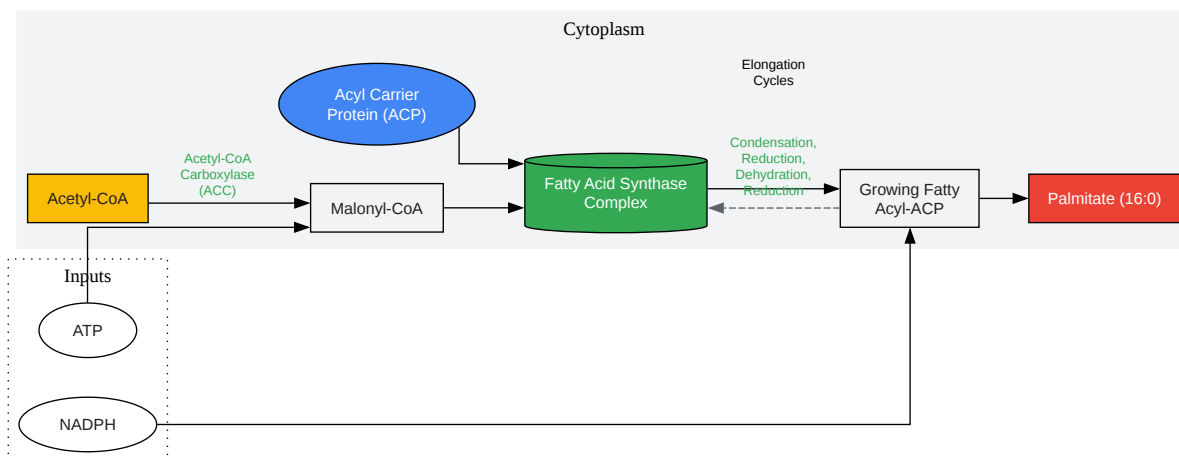 Cytoplasm
Elongation
Cycles
Acyl Carrier
Protein (ACP)
Acetyl-CoA
Carboxylase
(ACC)
Condensation,
Reduction,
Dehydration,
Reduction
Acetyl-CoA
Malonyl-CoA
Fatty Acid Synthase
Complex
Growing Fatty
Acyl-ACP
Palmitate (16:0)
Inputs
ATP
NADPH